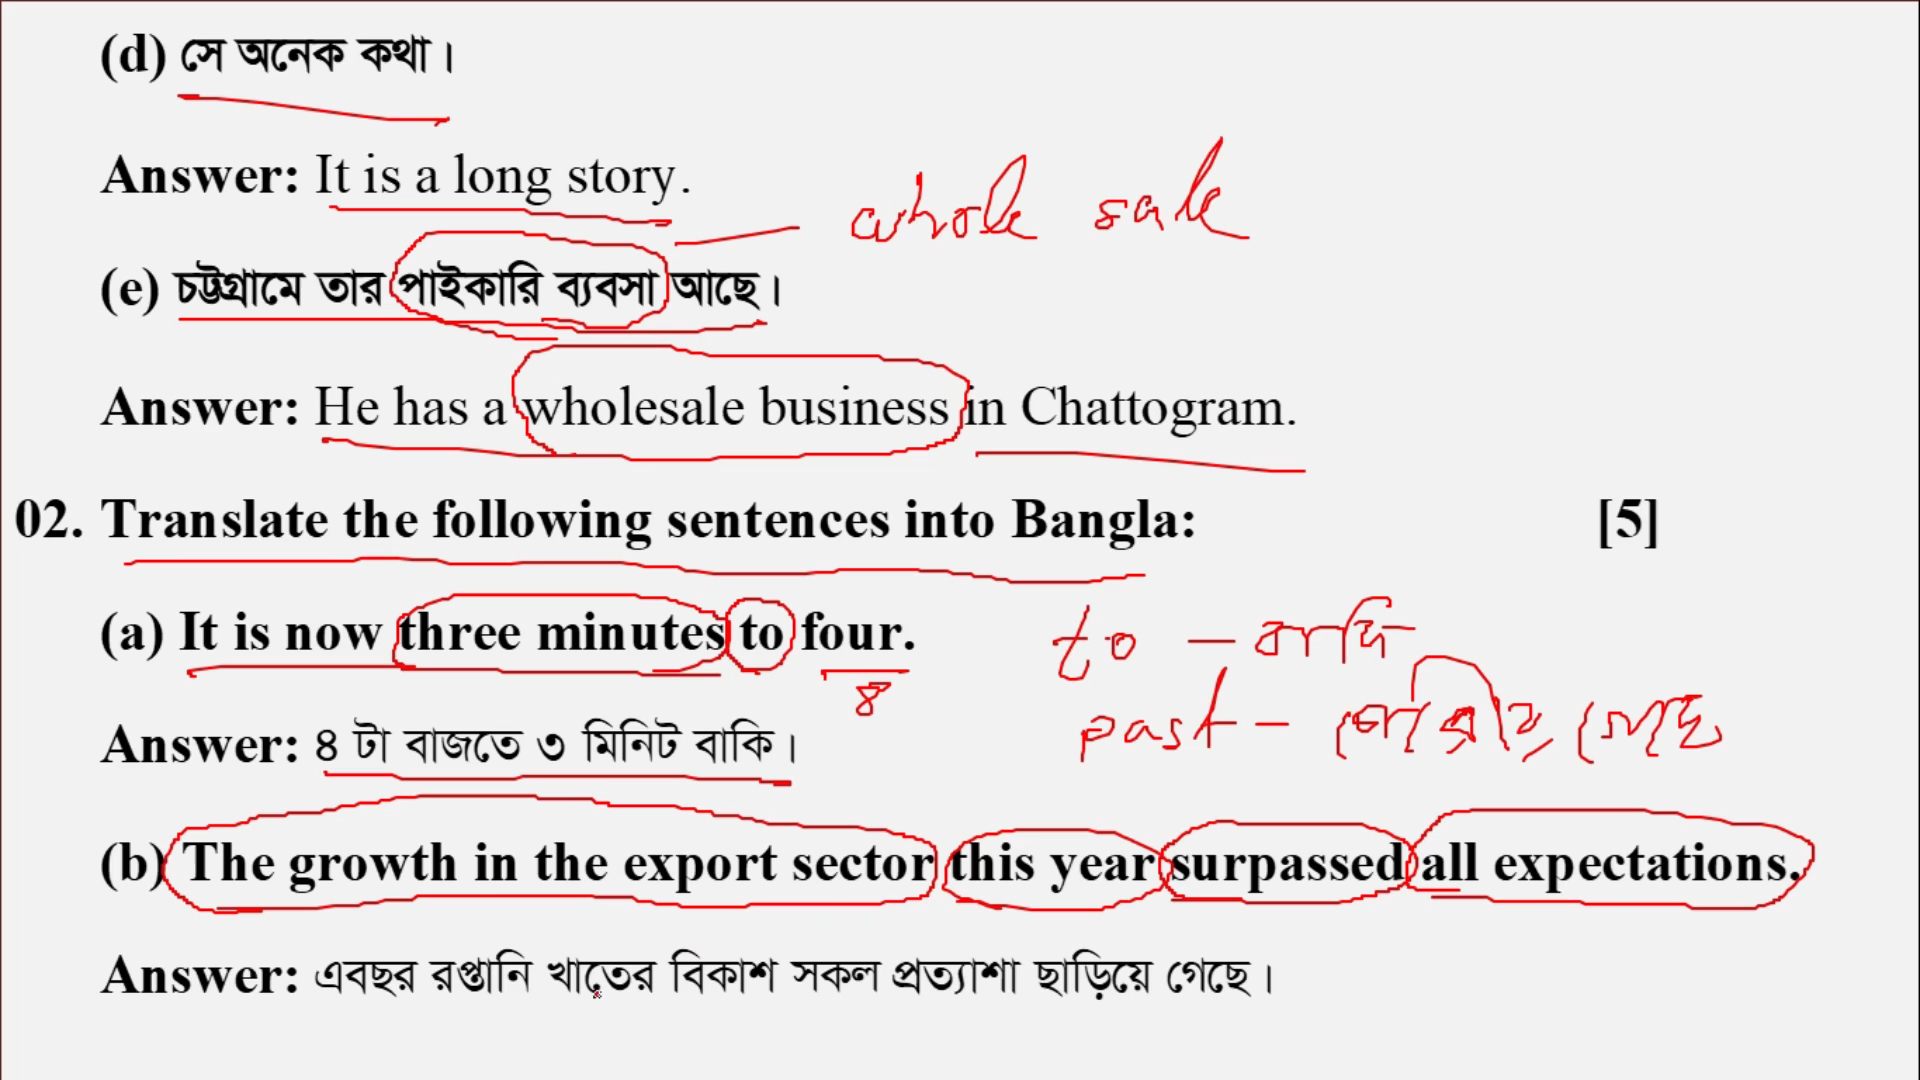 (d) সে অনেক কথা।
Answer: It is a long story.
whole sale
(e) চট্টগ্রামে তার পাইকারি ব্যবসা আছে।
Answer: He has a wholesale business in Chattogram.
02. Translate the following sentences into Bangla: [5]
(a) It is now three minutes to four.
to –
৪
past –
Answer: ৪ টা বাজতে ৩ মিনিট বাকি।
(b) The growth in the export sector this year surpassed all expectations.
Answer: এবছর রপ্তানি খাতের বিকাশ সকল প্রত্যাশা ছাড়িয়ে গেছে।